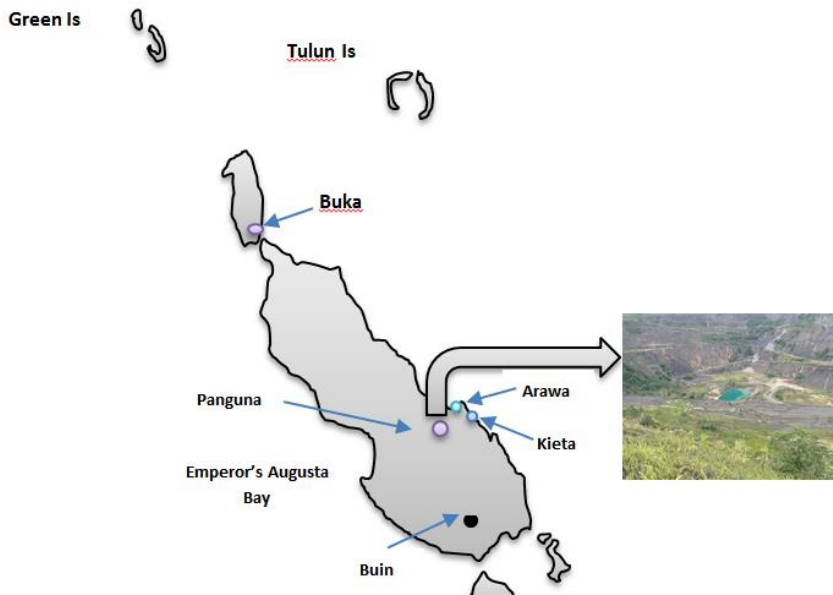 Green Is
Tulun Is
Buka
Arawa
Panguna
Kieta
Emperor's Augusta
Bay
Buin